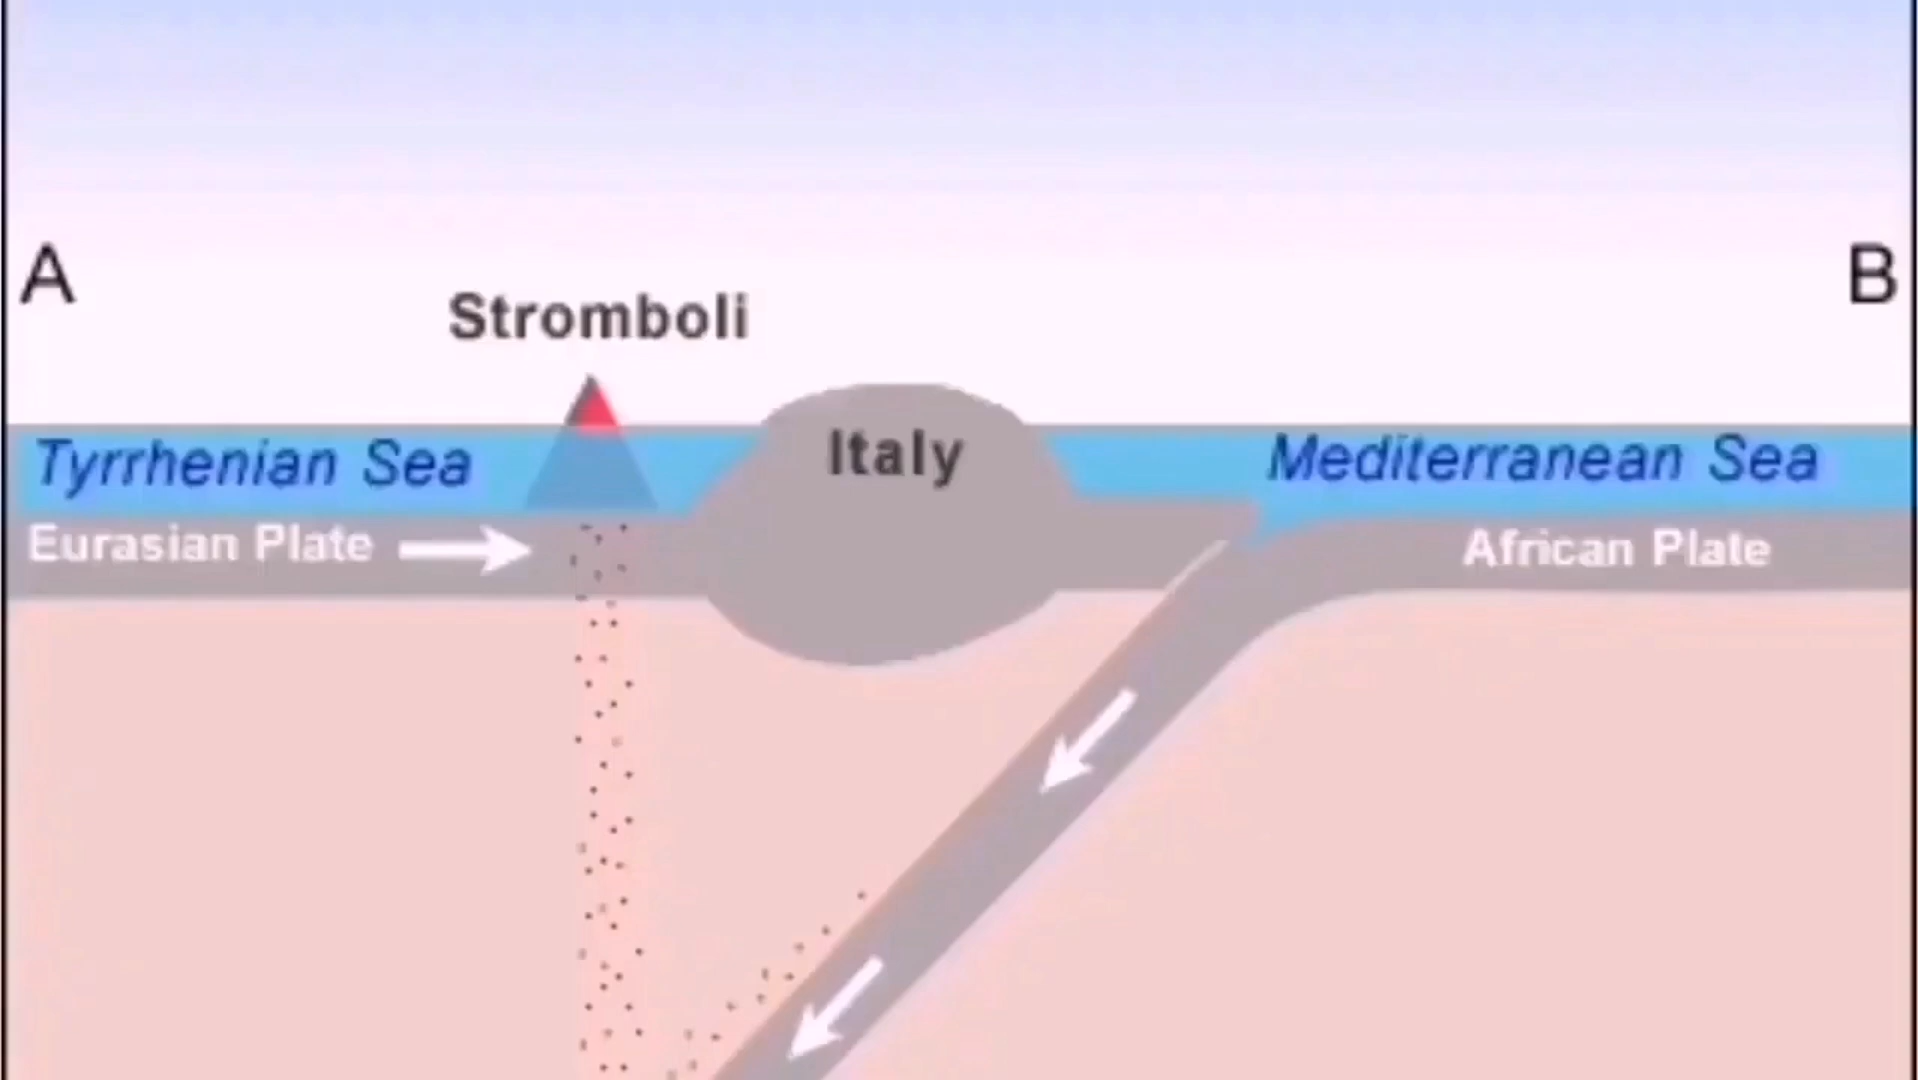 A
B
Stromboli
Italy
Tyrrhenian Sea
Mediterranean Sea
Eurasian Plate
African Plate